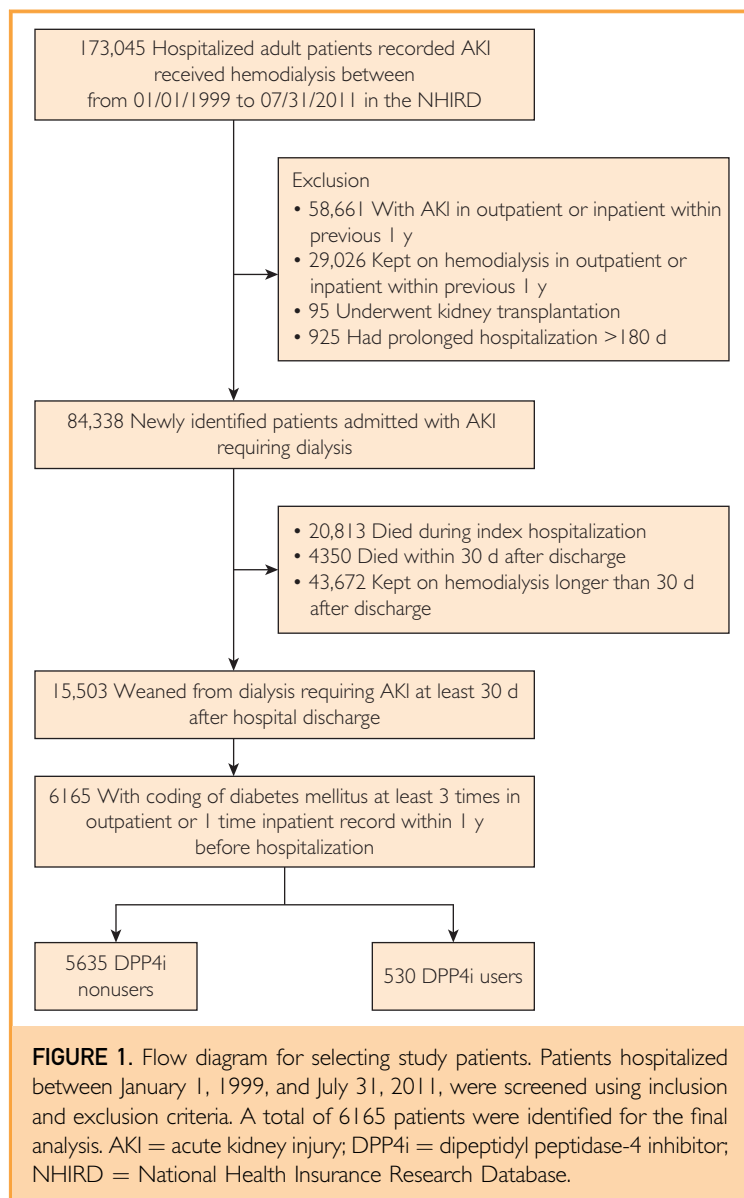 173,045 Hospitalized adult patients recorded AKI
received hemodialysis between
from 01/01/1999 to 07/31/2011 in the NHIRD
Exclusion
• 58,661 With AKI in outpatient or inpatient within
previous 1 y
• 29,026 Kept on hemodialysis in outpatient or
inpatient within previous 1 y
• 95 Underwent kidney transplantation
• 925 Had prolonged hospitalization >180 d
84,338 Newly identified patients admitted with AKI
requiring dialysis
• 20,813 Died during index hospitalization
• 4350 Died within 30 d after discharge
• 43,672 Kept on hemodialysis longer than 30 d
after discharge
15,503 Weaned from dialysis requiring AKI at least 30 d
after hospital discharge
6165 With coding of diabetes mellitus at least 3 times in
outpatient or 1 time inpatient record within 1 y
before hospitalization
5635 DPP4i
nonusers
530 DPP4i users
FIGURE 1. Flow diagram for selecting study patients. Patients hospitalized
between January 1, 1999, and July 31, 2011, were screened using inclusion
and exclusion criteria. A total of 6165 patients were identified for the final
analysis. AKI = acute kidney injury; DPP4i = dipeptidyl peptidase-4 inhibitor;
NHIRD = National Health Insurance Research Database.